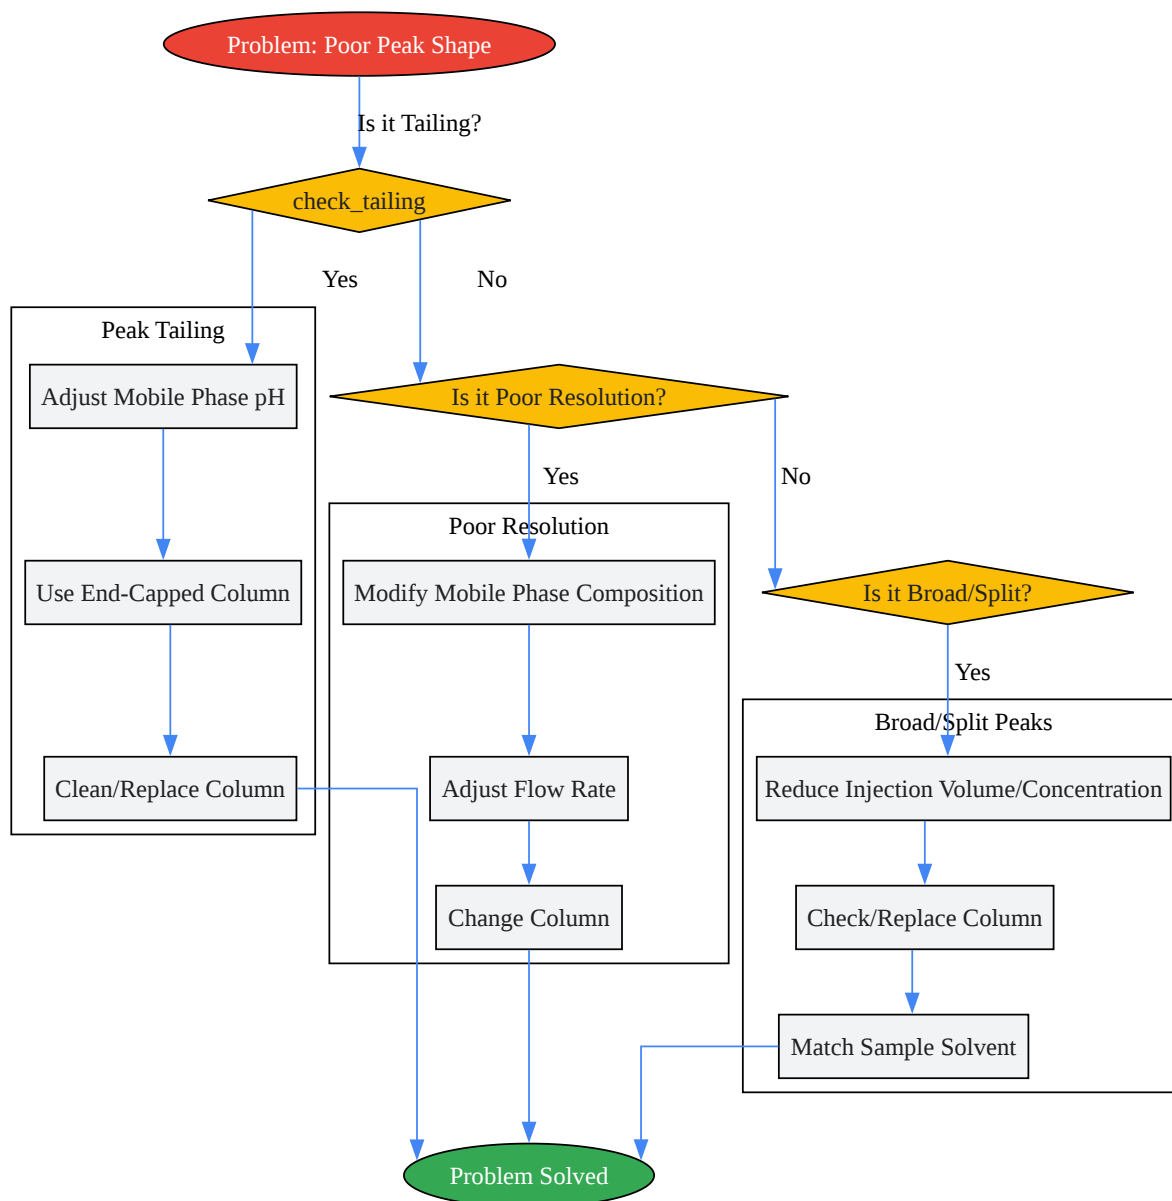 Problem: Poor Peak Shape
Is it Tailing?
check_tailing
Yes
No
Peak Tailing
Adjust Mobile Phase pH
Is it Poor Resolution?
Yes
No
Poor Resolution
Use End-Capped Column
Modify Mobile Phase Composition
Is it Broad/Split?
Yes
Broad/Split Peaks
Clean/Replace Column
Adjust Flow Rate
Reduce Injection Volume/Concentration
Change Column
Check/Replace Column
Match Sample Solvent
Problem Solved